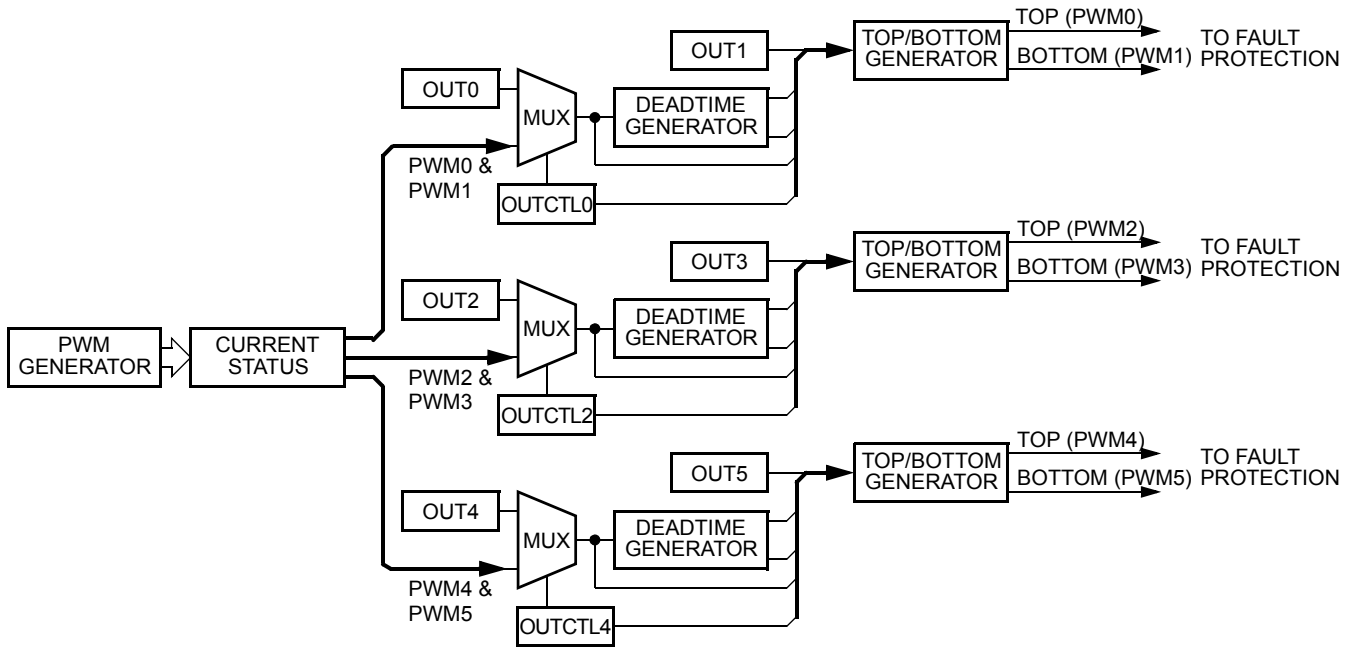 TOP (PWM0)
OUT1
TOP/BOTTOM
GENERATOR
BOTTOM (PWM1)
TO FAULT
PROTECTION
OUT0
MUX
DEADTIME
GENERATOR
PWM0 &
PWM1
OUTCTL0
TOP (PWM2)
OUT3
TOP/BOTTOM
GENERATOR
BOTTOM (PWM3)
TO FAULT
PROTECTION
OUT2
MUX
DEADTIME
GENERATOR
PWM
GENERATOR
CURRENT
STATUS
PWM2 &
PWM3
OUTCTL2
TOP (PWM4)
OUT5
TOP/BOTTOM
GENERATOR
BOTTOM (PWM5)
TO FAULT
PROTECTION
OUT4
MUX
DEADTIME
GENERATOR
PWM4 &
PWM5
OUTCTL4